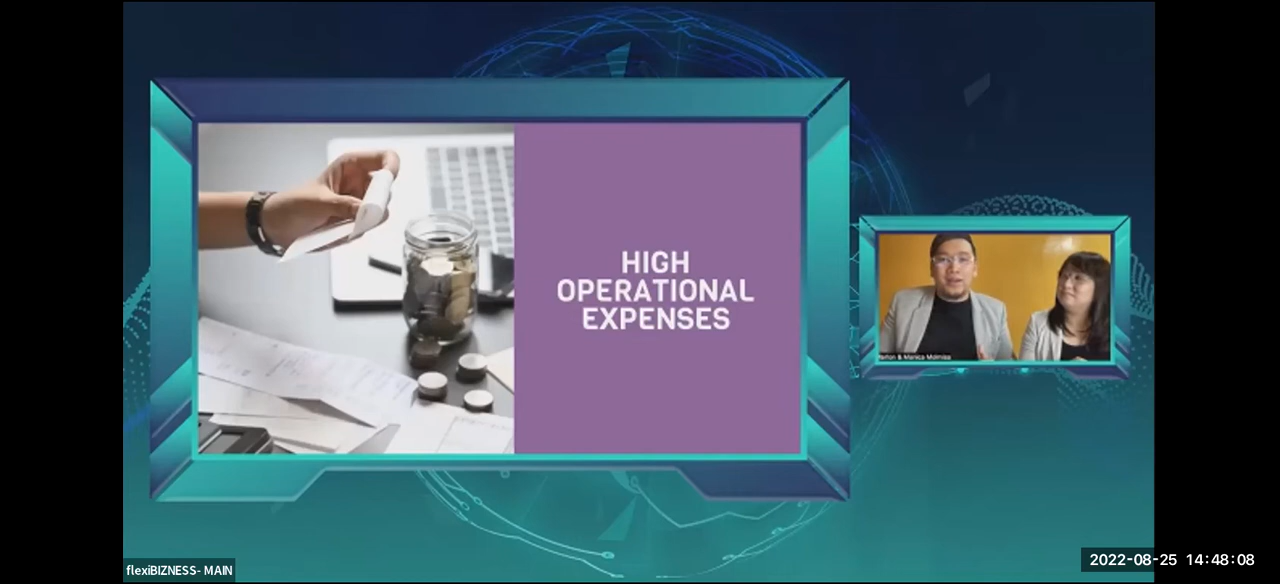 HIGH
OPERATIONAL
EXPENSES
flexiBIZNESS- MAIN
2022-08-25 14:48:08